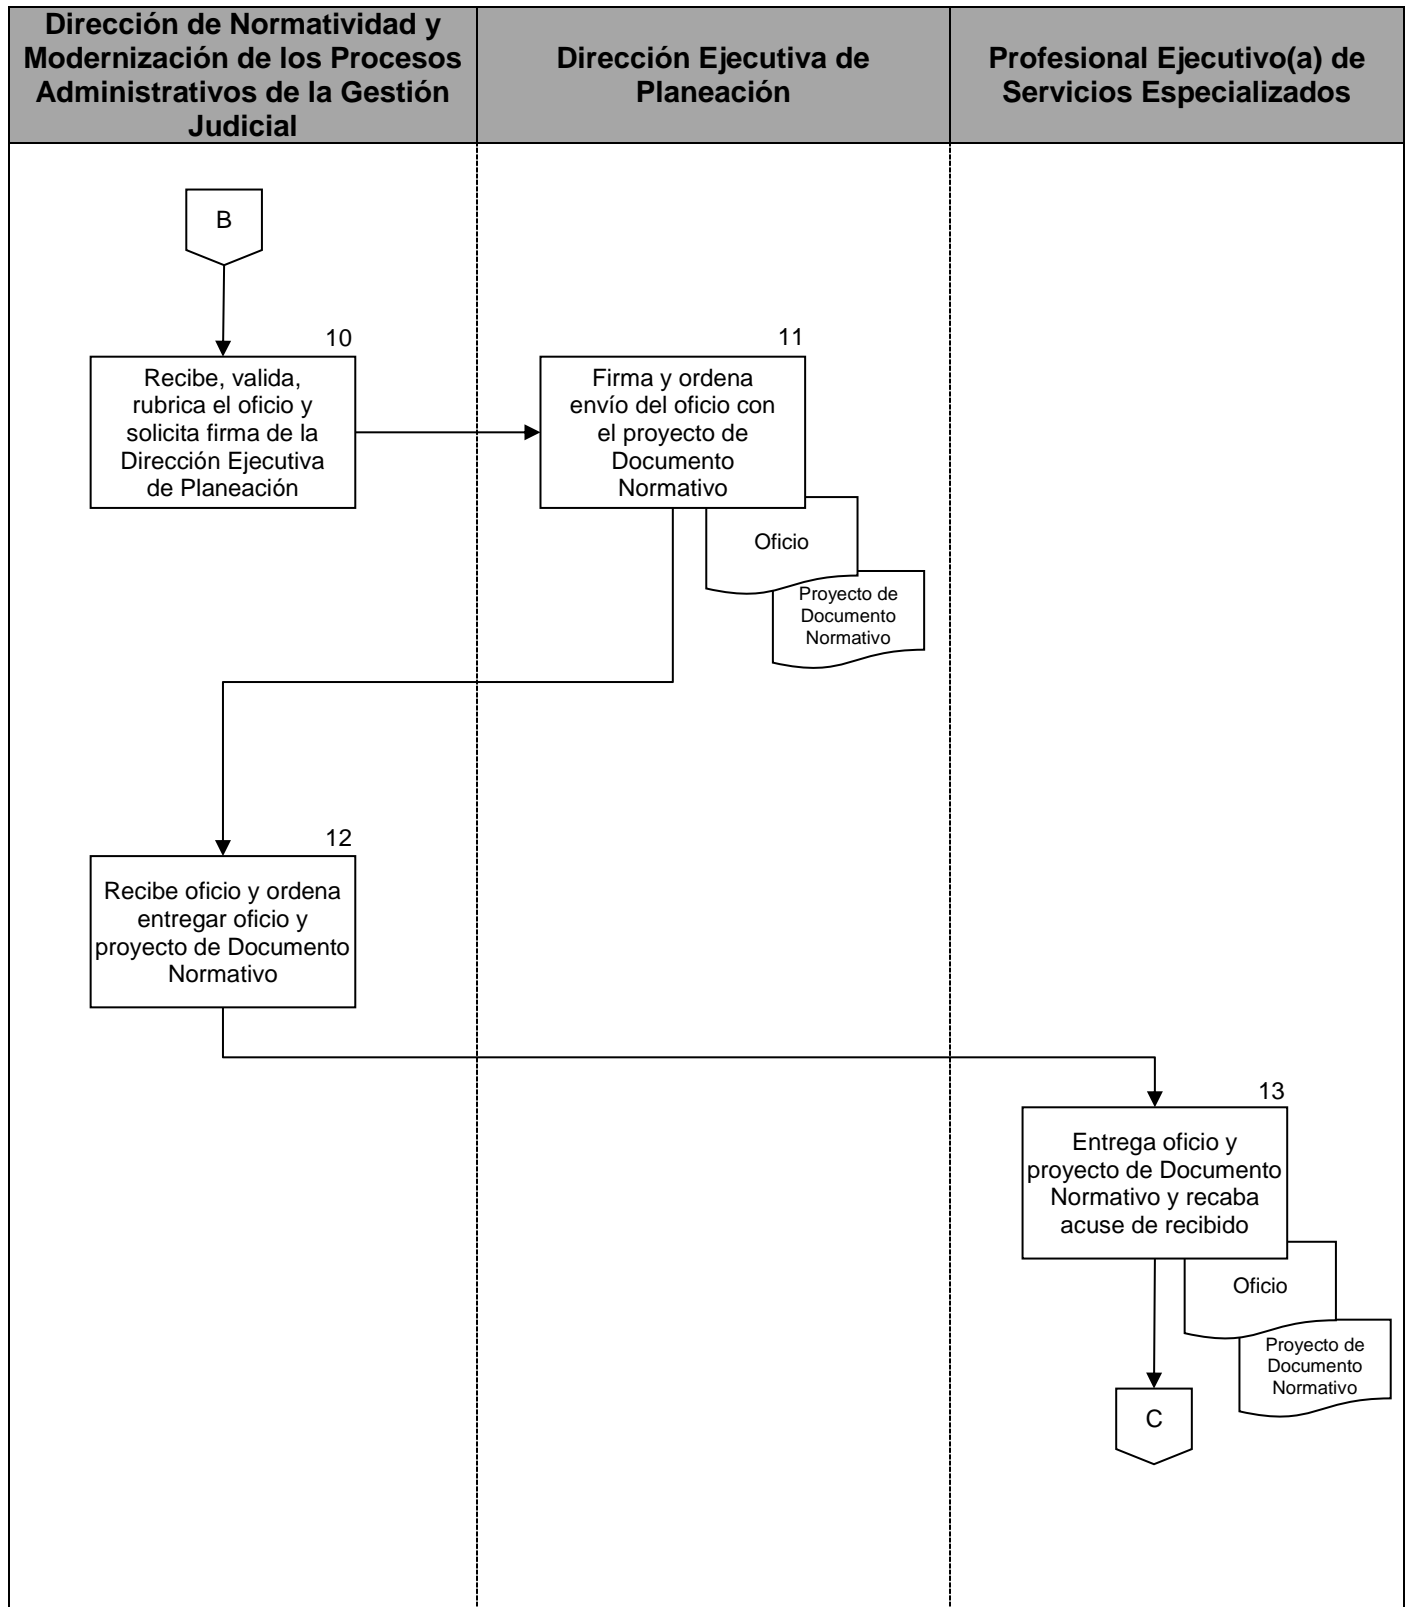 Dirección de Normatividad y
Modernización de los Procesos
Administrativos de la Gestión
Judicial
Dirección Ejecutiva de
Planeación
Profesional Ejecutivo(a) de
Servicios Especializados
B
10
Recibe, valida,
rubrica el oficio y
solicita firma de la
Dirección Ejecutiva
de Planeación
11
Firma y ordena
envío del oficio con
el proyecto de
Documento
Normativo
Oficio
Proyecto de
Documento
Normativo
12
Recibe oficio y ordena
entregar oficio y
proyecto de Documento
Normativo
13
Entrega oficio y
proyecto de Documento
Normativo y recaba
acuse de recibido
Oficio
Proyecto de
Documento
Normativo
C